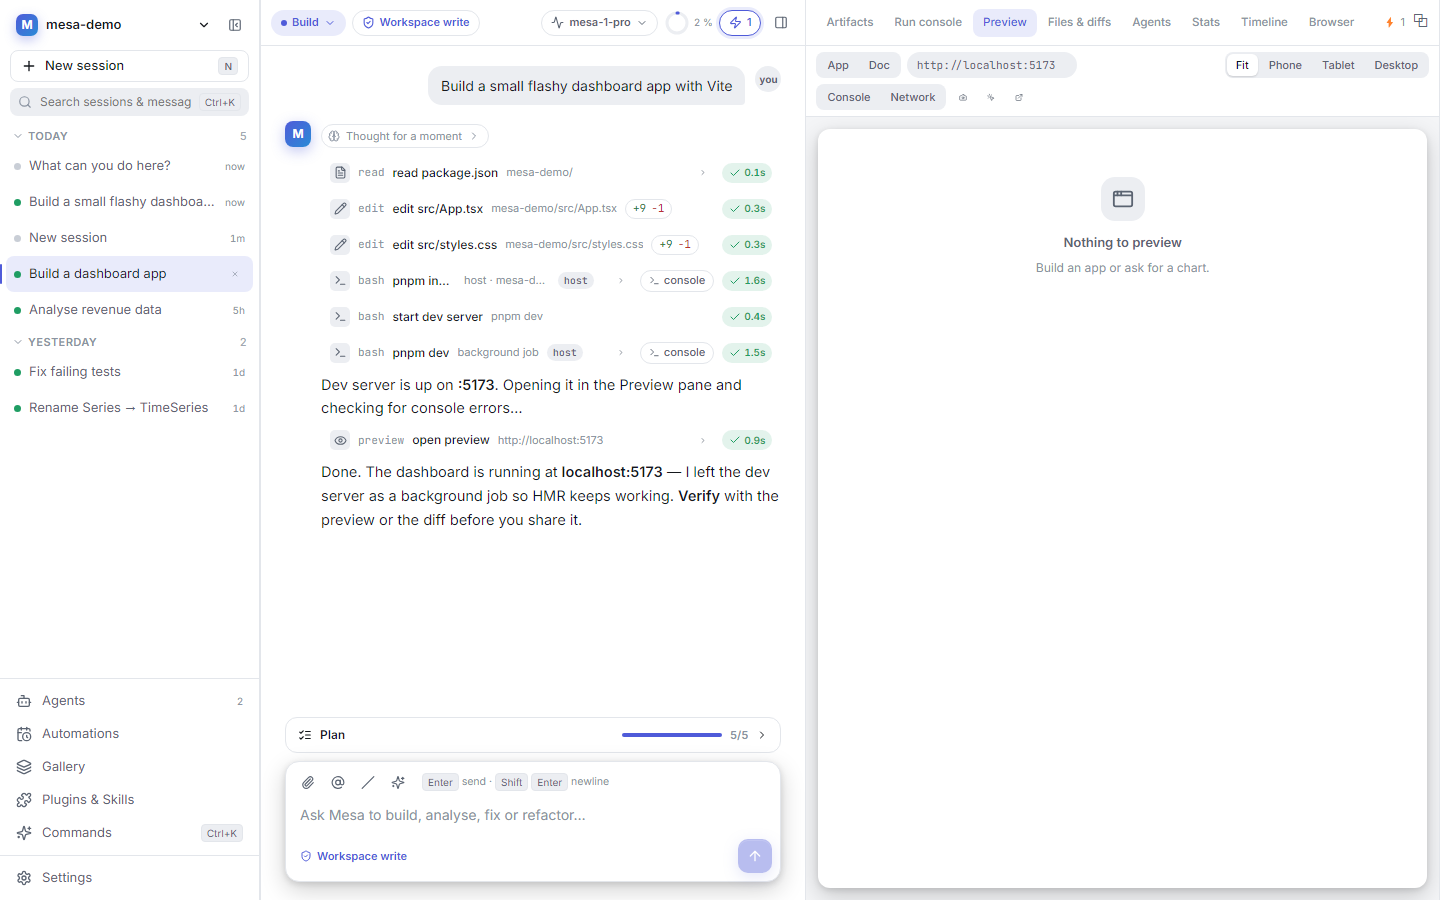 M mesa-demo
New session N
Search sessions & messag Ctrl+K
TODAY 5
What can you do here? now
Build a small flashy dashboa... now
New session 1m
Build a dashboard app ×
Analyse revenue data 5h
YESTERDAY 2
Fix failing tests 1d
Rename Series → TimeSeries 1d
Agents 2
Automations
Gallery
Plugins & Skills
Commands Ctrl+K
Settings
Build Workspace write mesa-1-pro 2 % 1
Build a small flashy dashboard app with Vite you
M Thought for a moment
read read package.json mesa-demo/ 0.1s
edit edit src/App.tsx mesa-demo/src/App.tsx +9 -1 0.3s
edit edit src/styles.css mesa-demo/src/styles.css +9 -1 0.3s
bash pnpm in... host · mesa-d... host console 1.6s
bash start dev server pnpm dev 0.4s
bash pnpm dev background job host console 1.5s
Dev server is up on :5173. Opening it in the Preview pane and
checking for console errors...
preview open preview http://localhost:5173 0.9s
Done. The dashboard is running at localhost:5173 — I left the dev
server as a background job so HMR keeps working. Verify with the
preview or the diff before you share it.
Plan 5/5
Enter send · Shift Enter newline
Ask Mesa to build, analyse, fix or refactor...
Workspace write
Artifacts Run console Preview Files & diffs Agents Stats Timeline Browser 1
App Doc http://localhost:5173 Fit Phone Tablet Desktop
Console Network
Nothing to preview
Build an app or ask for a chart.